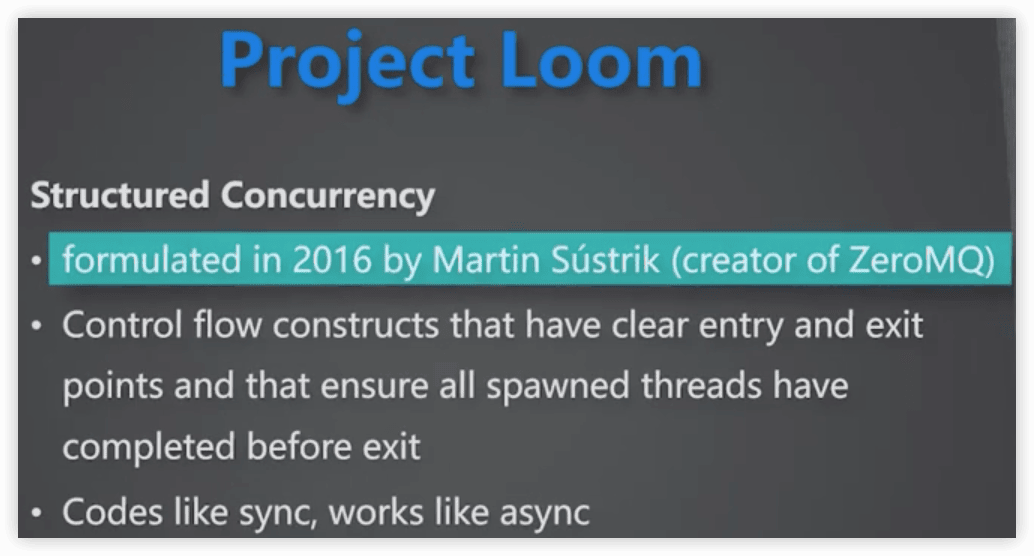 Project Loom
Structured Concurrency
• formulated in 2016 by Martin Sústrik (creator of ZeroMQ)
• Control flow constructs that have clear entry and exit
points and that ensure all spawned threads have
completed before exit
• Codes like sync, works like async